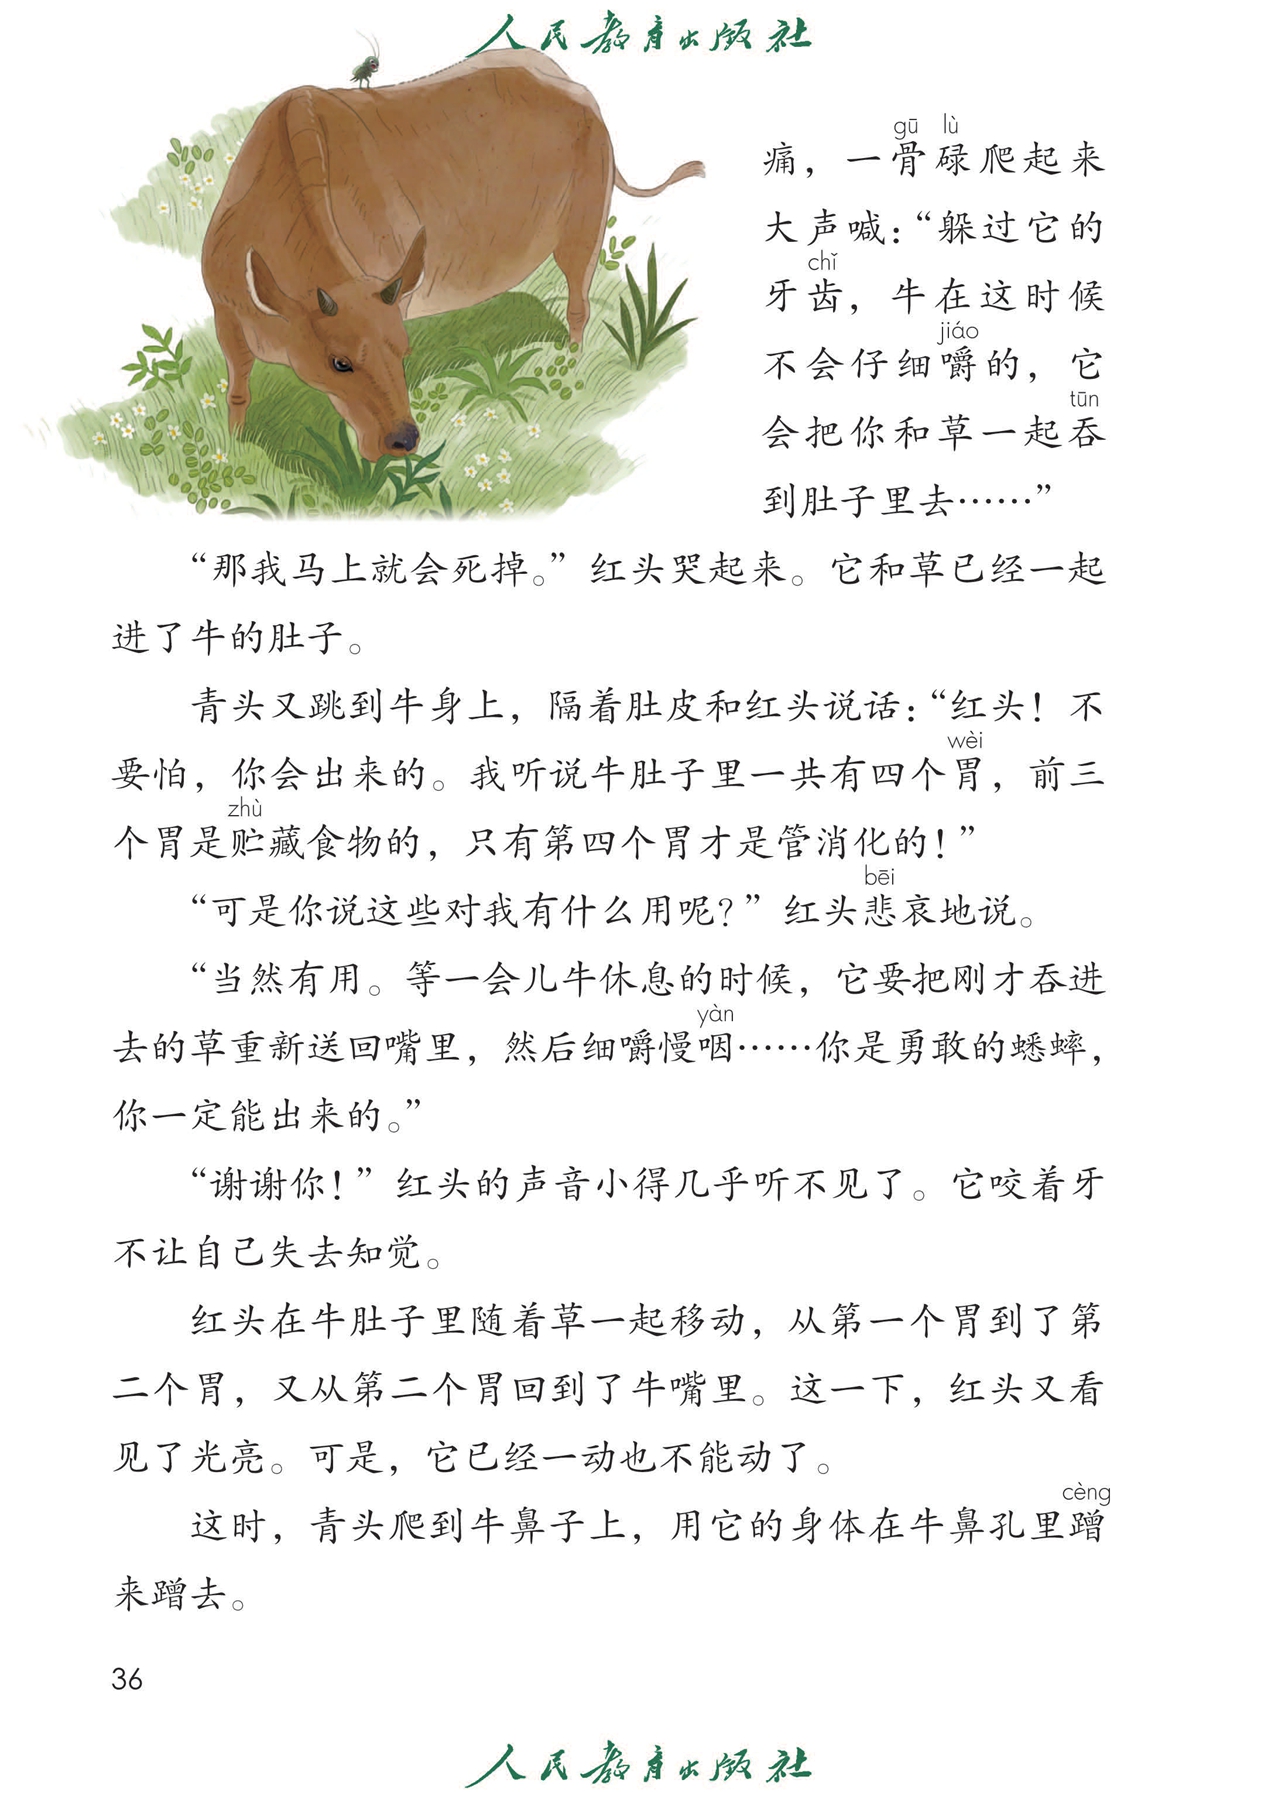 人民教育出版社
gū lù
痛，一骨碌爬起来
大声喊：“躲过它的
chǐ
牙齿，牛在这时候
jiáo
不会仔细嚼的，它
tūn
会把你和草一起吞
到肚子里去……”
“那我马上就会死掉。”红头哭起来。它和草已经一起
进了牛的肚子。
青头又跳到牛身上，隔着肚皮和红头说话：“红头！不
wèi
要怕，你会出来的。我听说牛肚子里一共有四个胃，前三
zhù
个胃是贮藏食物的，只有第四个胃才是管消化的！”
bēi
“可是你说这些对我有什么用呢？”红头悲哀地说。
“当然有用。等一会儿牛休息的时候，它要把刚才吞进
yàn
去的草重新送回嘴里，然后细嚼慢咽……你是勇敢的蟋蟀，
你一定能出来的。”
“谢谢你！”红头的声音小得几乎听不见了。它咬着牙
不让自己失去知觉。
红头在牛肚子里随着草一起移动，从第一个胃到了第
二个胃，又从第二个胃回到了牛嘴里。这一下，红头又看
见了光亮。可是，它已经一动也不能动了。
cèng
这时，青头爬到牛鼻子上，用它的身体在牛鼻孔里蹭
来蹭去。
36
人民教育出版社